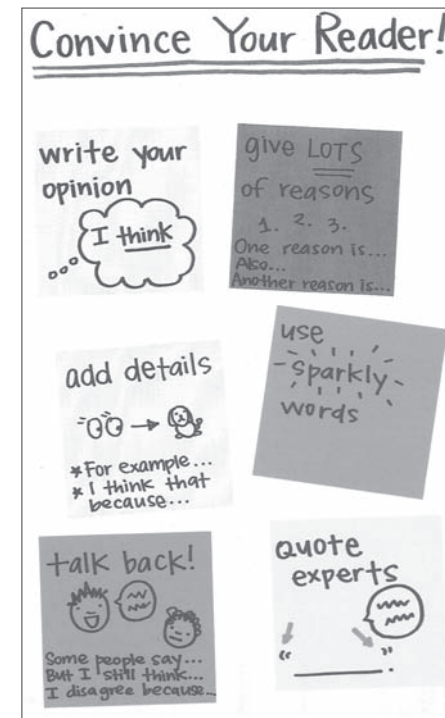 Convince Your Reader!
write your
opinion
I think
give LOTS
of reasons
1. 2. 3.
One reason is...
Also...
Another reason is...
add details
*For example...
*I think that
because...
use
sparkly
words
talk back!
Some people say...
But I still think...
I disagree because...
quote
experts
" ______ ."